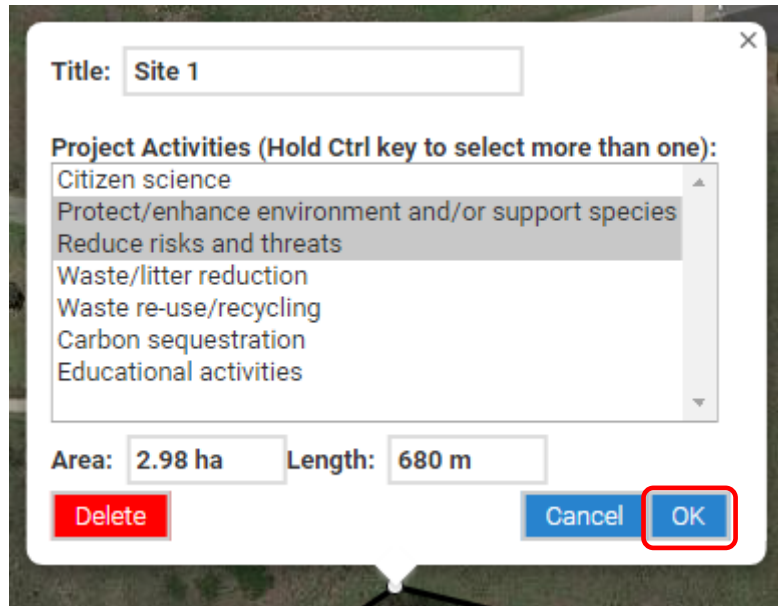 Title: Site 1
Project Activities (Hold Ctrl key to select more than one):
Citizen science
Protect/enhance environment and/or support species
Reduce risks and threats
Waste/litter reduction
Waste re-use/recycling
Carbon sequestration
Educational activities
Area: 2.98 ha Length: 680 m
Delete Cancel OK